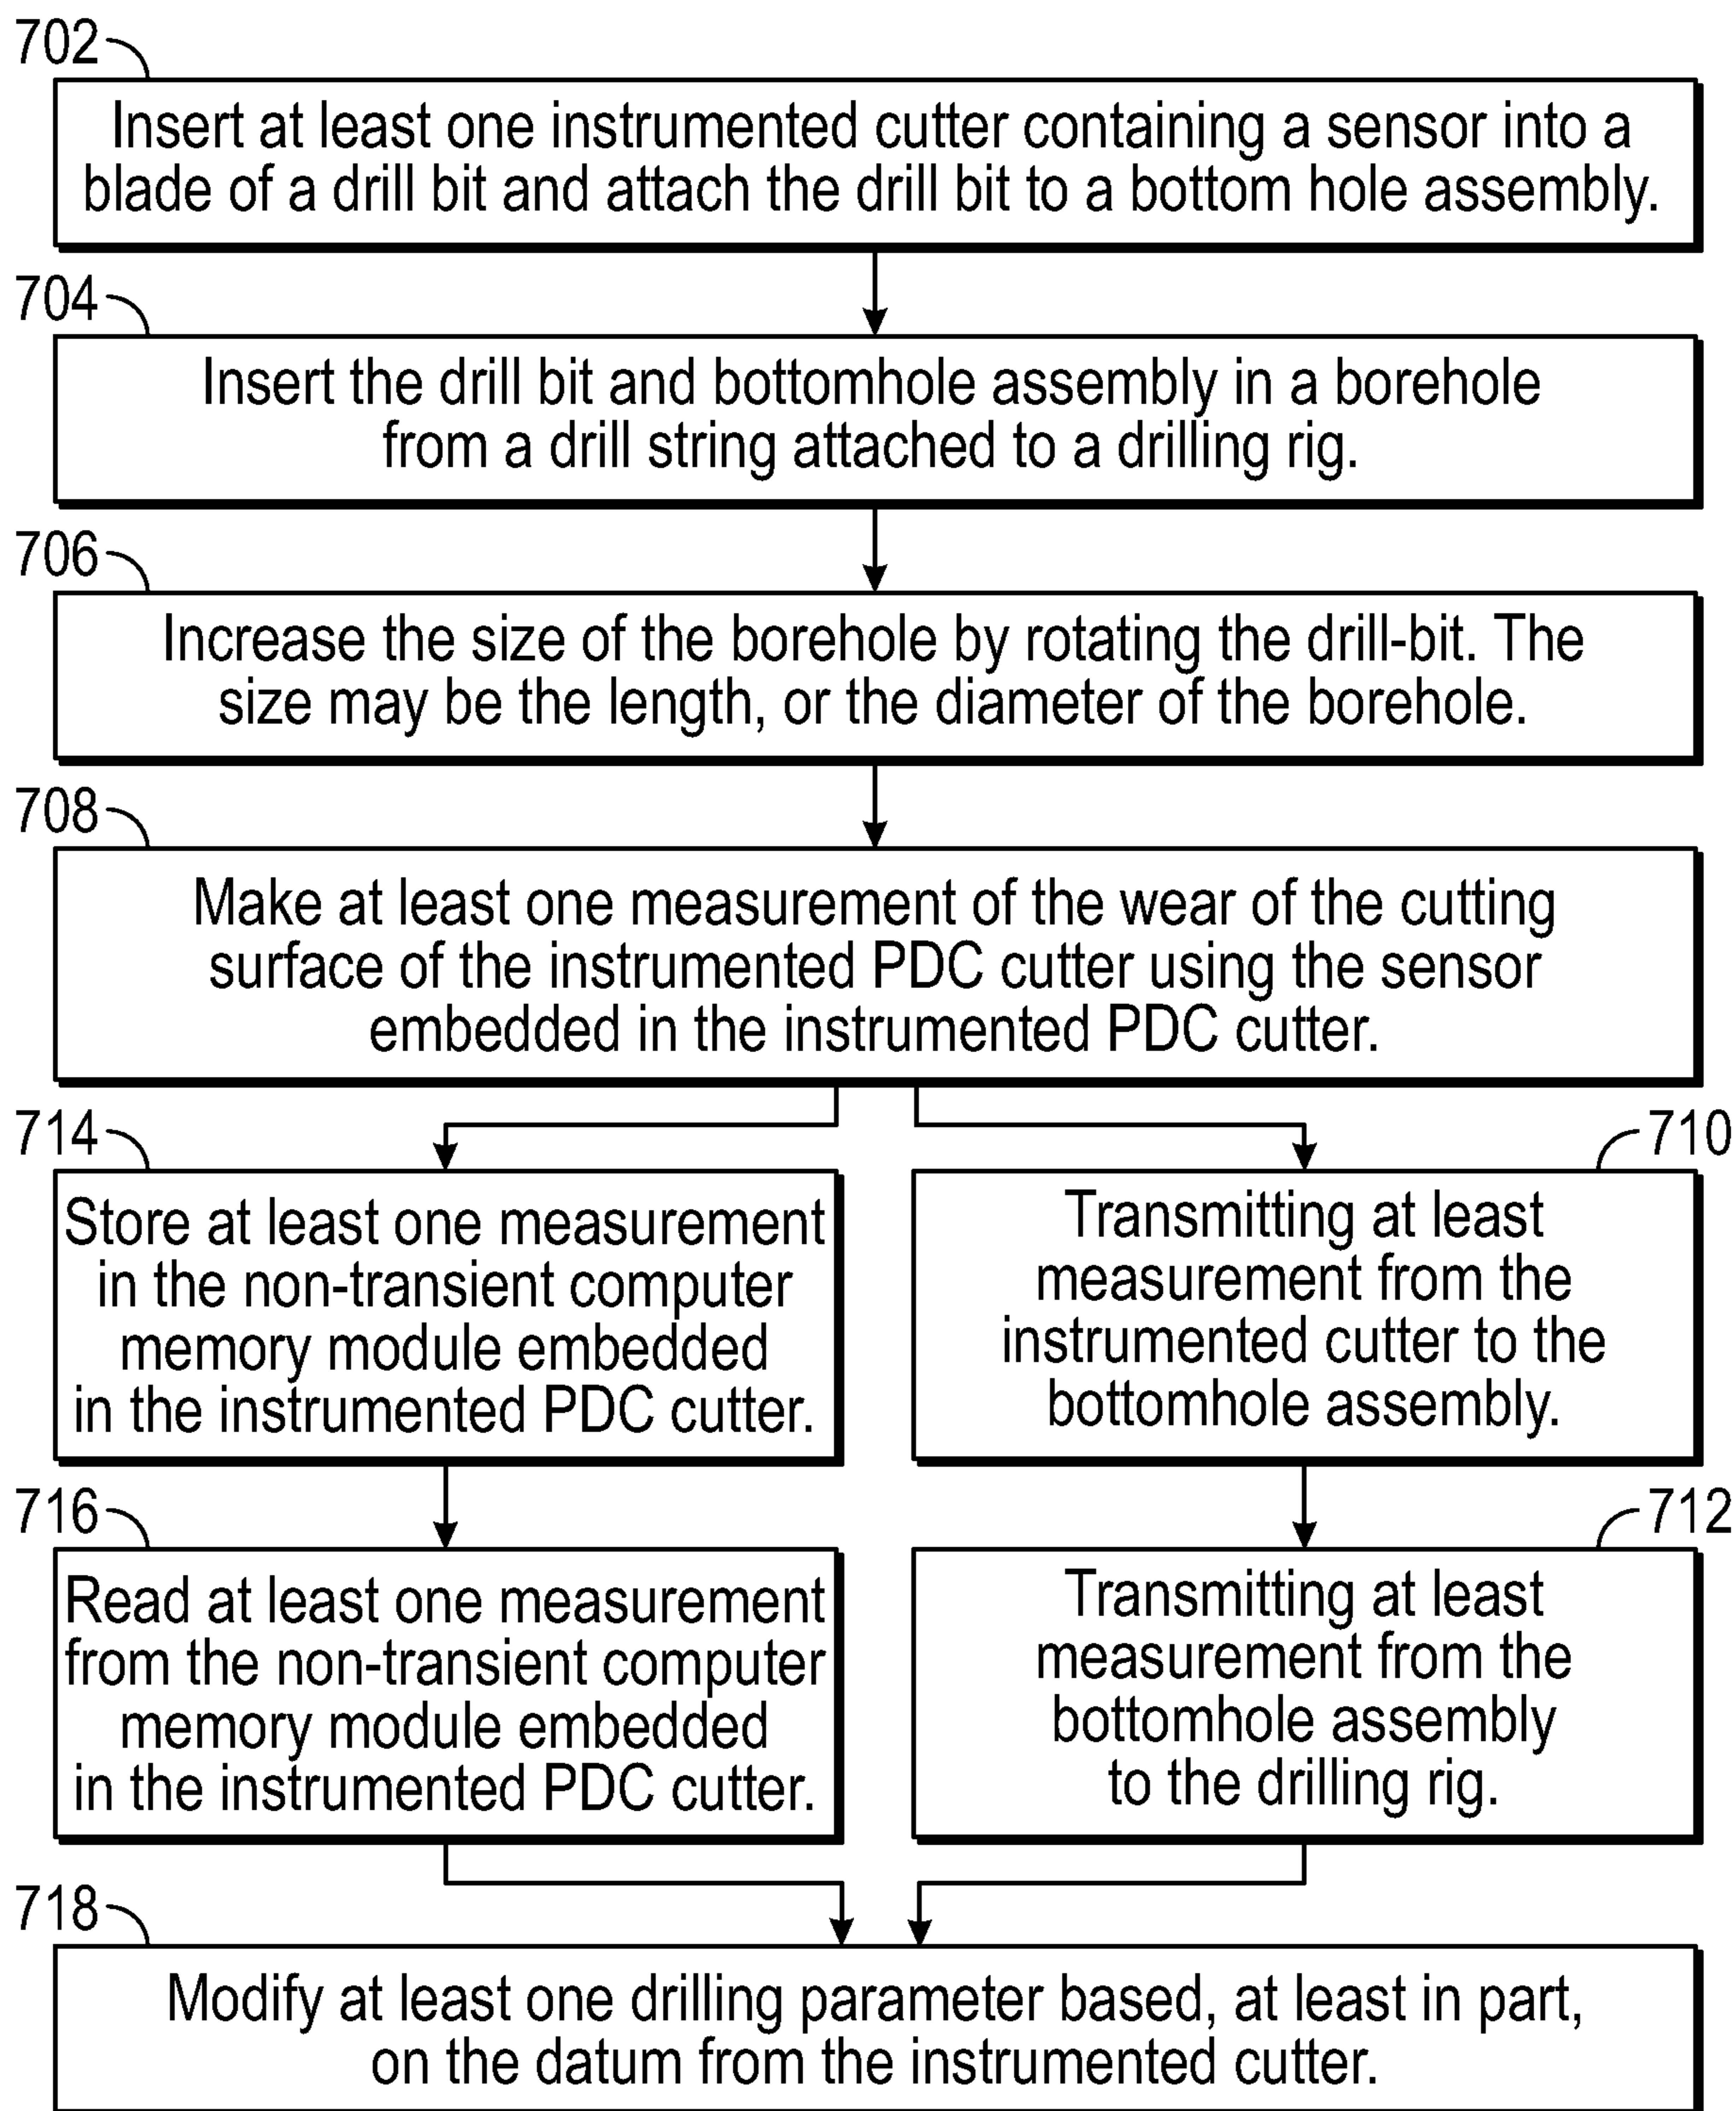 702
Insert at least one instrumented cutter containing a sensor into a
blade of a drill bit and attach the drill bit to a bottom hole assembly.
704
Insert the drill bit and bottomhole assembly in a borehole
from a drill string attached to a drilling rig.
706
Increase the size of the borehole by rotating the drill-bit. The
size may be the length, or the diameter of the borehole.
708
Make at least one measurement of the wear of the cutting
surface of the instrumented PDC cutter using the sensor
embedded in the instrumented PDC cutter.
714
Store at least one measurement
in the non-transient computer
memory module embedded
in the instrumented PDC cutter.
710
Transmitting at least
measurement from the
instrumented cutter to the
bottomhole assembly.
716
Read at least one measurement
from the non-transient computer
memory module embedded
in the instrumented PDC cutter.
712
Transmitting at least
measurement from the
bottomhole assembly
to the drilling rig.
718
Modify at least one drilling parameter based, at least in part,
on the datum from the instrumented cutter.